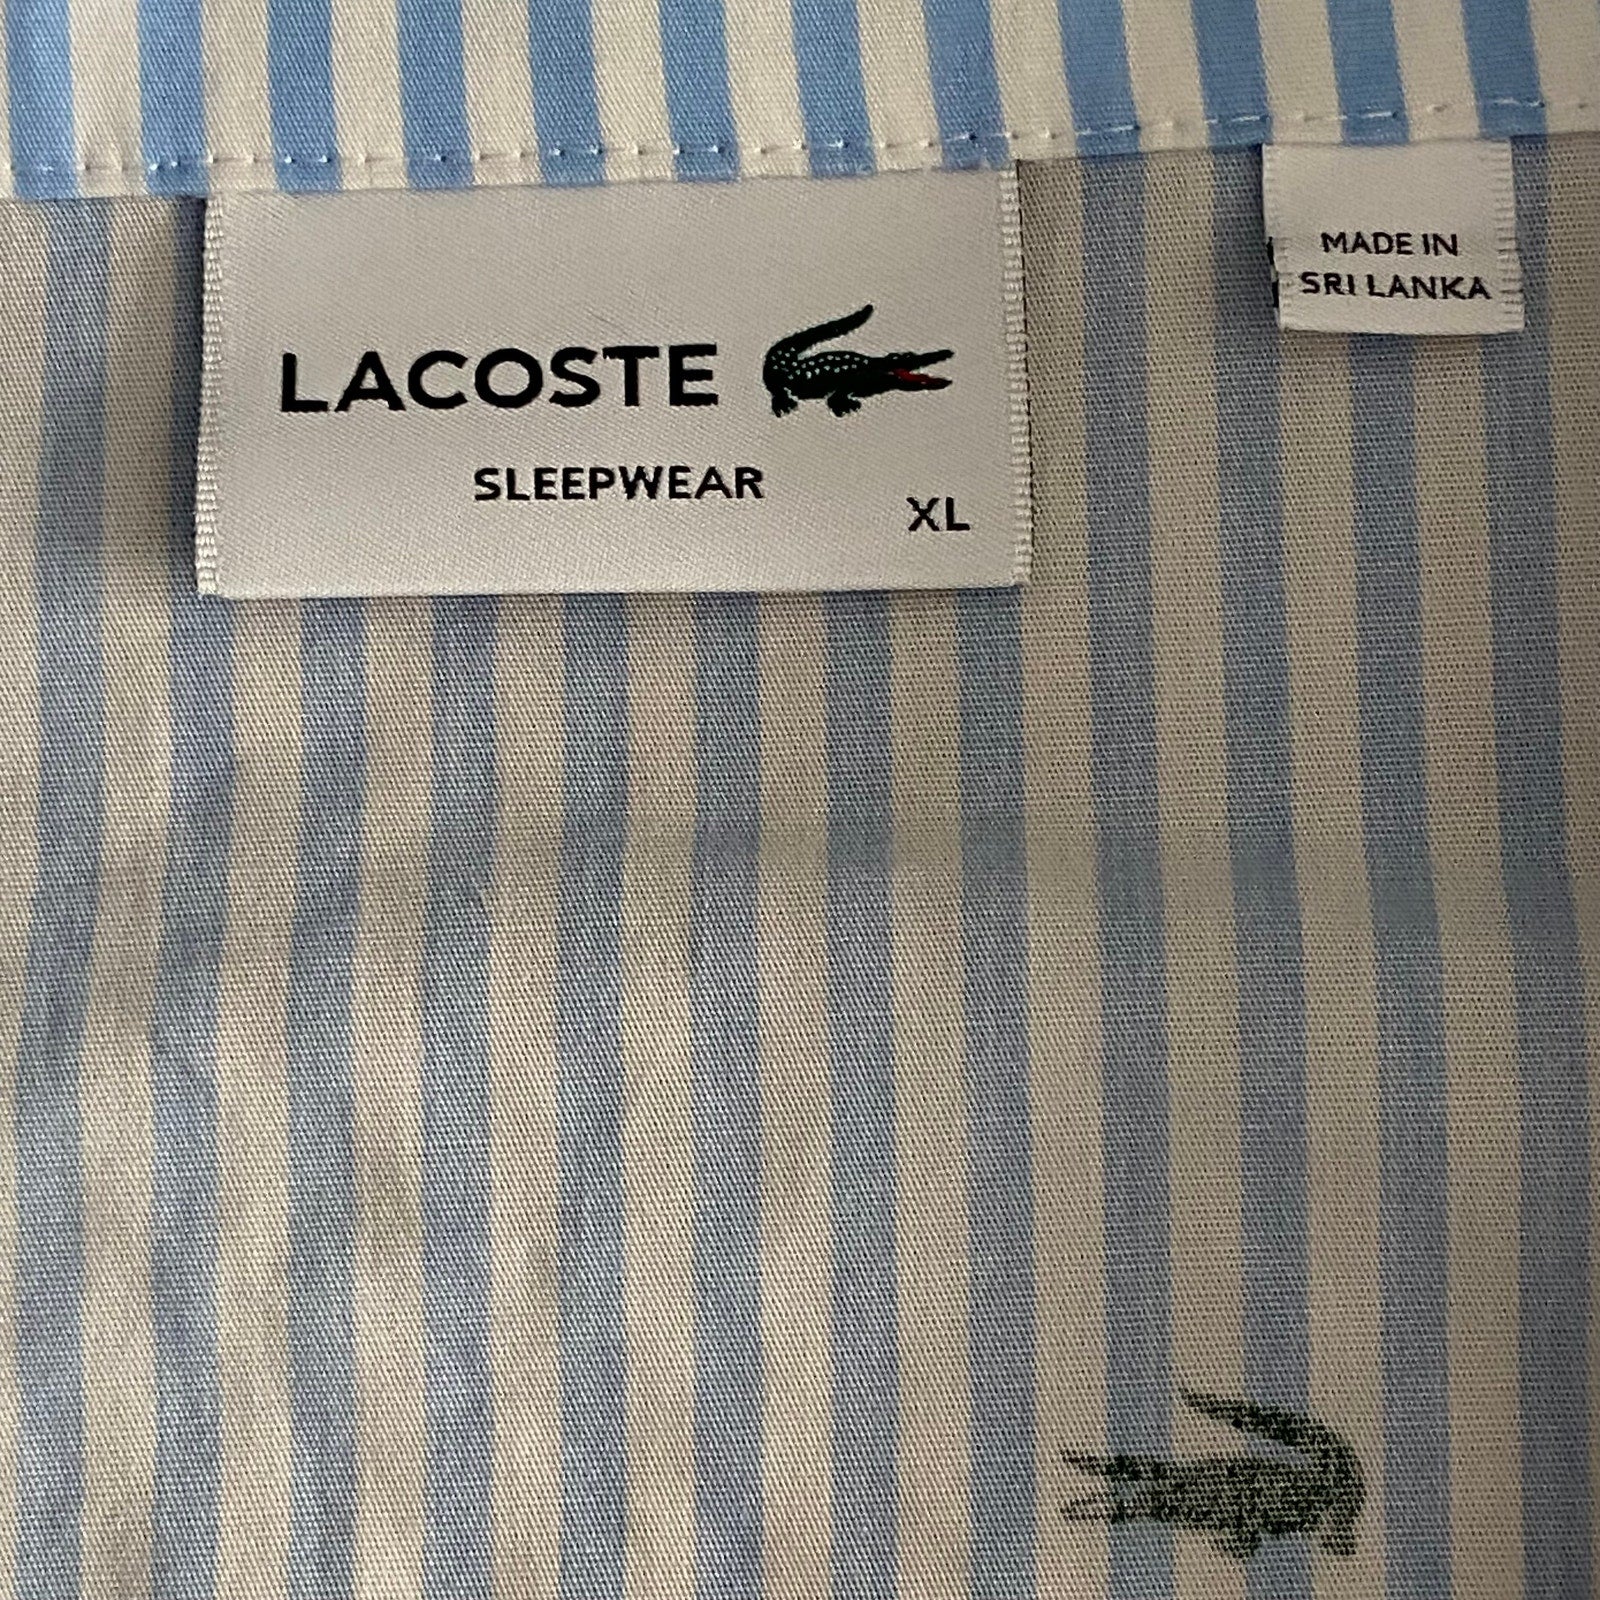 LACOSTE
SLEEPWEAR
XL
MADE IN
SRI LANKA